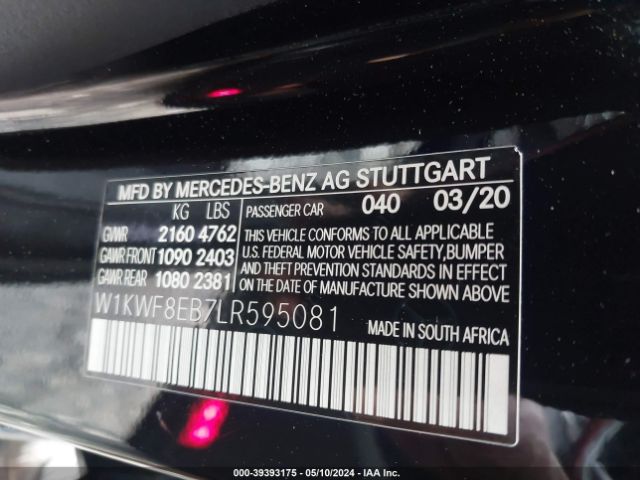 MFD BY MERCEDES-BENZ AG STUTTGART
KG LBS
GVWR 2160 4762
GAWR FRONT 1090 2403
GAWR REAR 1080 2381
PASSENGER CAR 040 03/20
THIS VEHICLE CONFORMS TO ALL APPLICABLE
U.S. FEDERAL MOTOR VEHICLE SAFETY, BUMPER
AND THEFT PREVENTION STANDARDS IN EFFECT
ON THE DATE OF MANUFACTURE SHOWN ABOVE
W1KWF8EB7LR595081
MADE IN SOUTH AFRICA
000-39393175 - 05/10/2024 - IAA Inc.